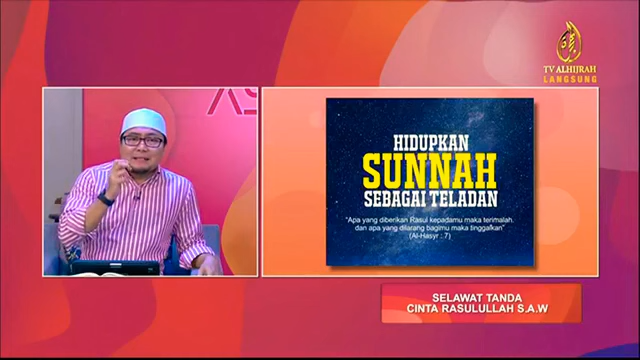 TV ALHIJRAH
LANGSUNG
HIDUPKAN
SUNNAH
SEBAGAI TELADAN
"Apa yang diberikan Rasul kepadamu maka terimalah.
dan apa yang dilarang bagimu maka tinggalkan"
(Al-Hasyr : 7)
SELAWAT TANDA
CINTA RASULULLAH S.A.W